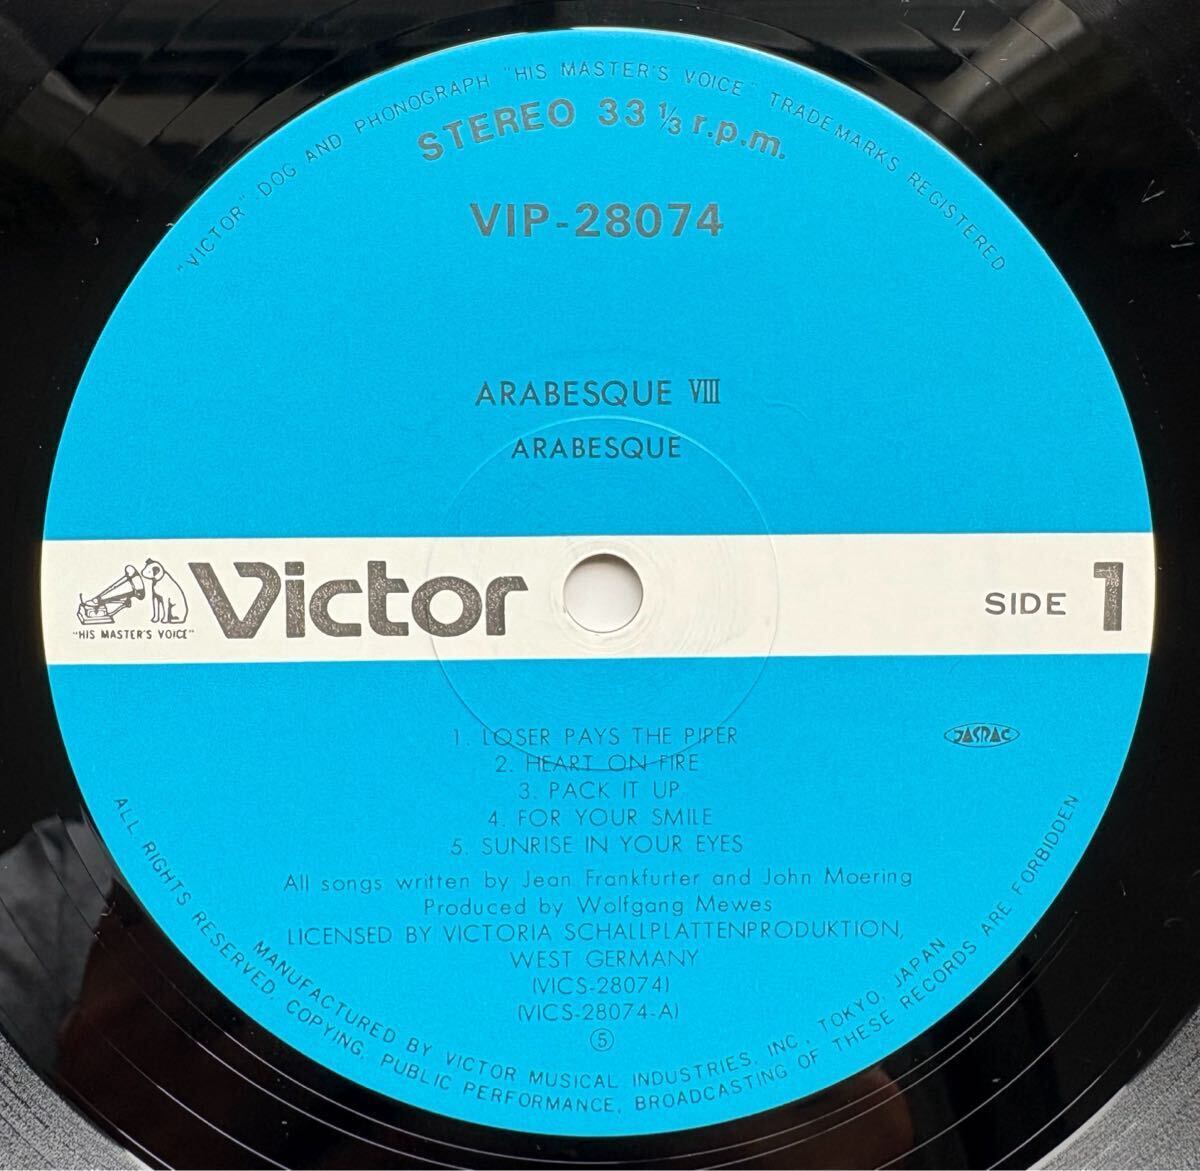 "VICTOR" DOG AND PHONOGRAPH "HIS MASTER'S VOICE" TRADEMARKS REGISTERED
STEREO 33 1/3 r.p.m.
VIP-28074
ARABESQUE VIII
ARABESQUE
"HIS MASTER'S VOICE"
Victor
SIDE 1
JASRAC
1. LOSER PAYS THE PIPER
2. HEART ON FIRE
3. PACK IT UP
4. FOR YOUR SMILE
5. SUNRISE IN YOUR EYES
All songs written by Jean Frankfurter and John Moering
Produced by Wolfgang Mewes
LICENSED BY VICTORIA SCHALLPLATTENPRODUKTION,
WEST GERMANY
(VICS-28074)
(VICS-28074-A)
⑤
MANUFACTURED BY VICTOR MUSICAL INDUSTRIES, INC., TOKYO, JAPAN
ALL RIGHTS RESERVED. COPYING, PUBLIC PERFORMANCE, BROADCASTING OF THESE RECORDS ARE FORBIDDEN